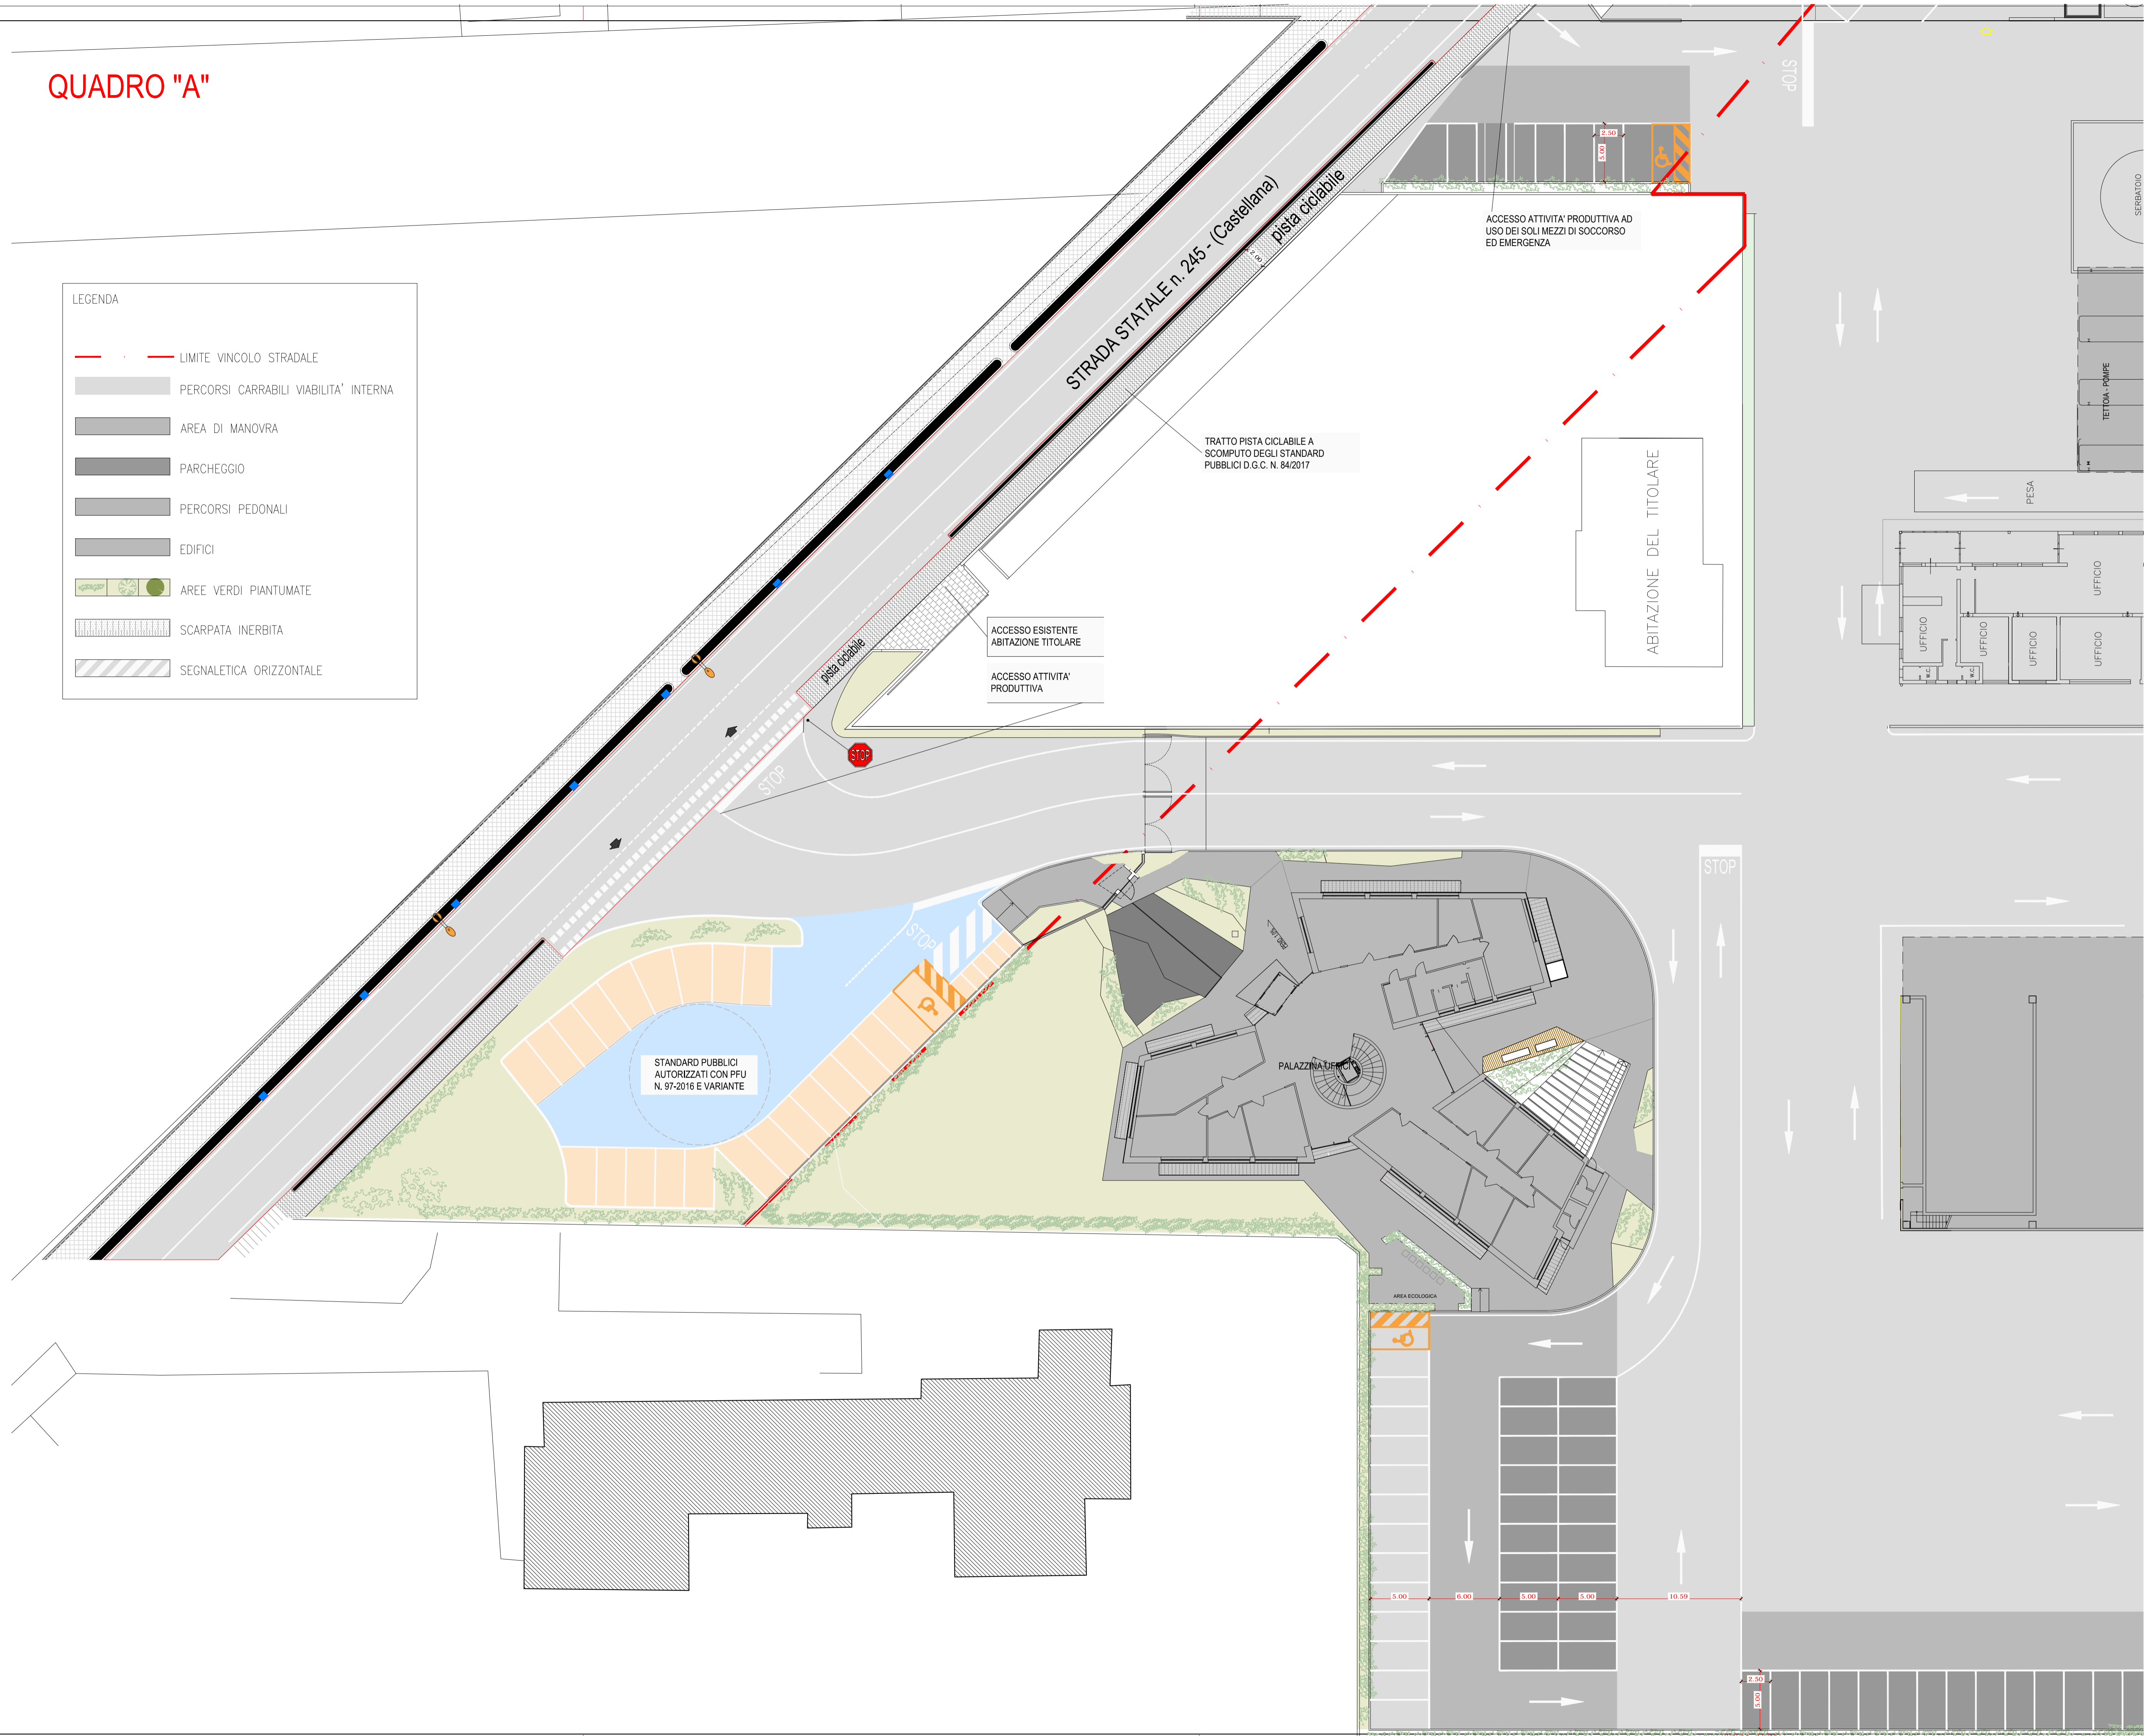 QUADRO "A"
LEGENDA
LIMITE VINCOLO STRADALE
PERCORSI CARRABILI VIABILITA' INTERNA
AREA DI MANOVRA
PARCHEGGIO
PERCORSI PEDONALI
EDIFICI
AREE VERDI PIANTUMATE
SCARPATA INERBITA
SEGNALETICA ORIZZONTALE
STRADA STATALE n. 245 - (Castellana)
pista ciclabile
2.00
STOP
2.50
5.00
ACCESSO ATTIVITA' PRODUTTIVA AD
USO DEI SOLI MEZZI DI SOCCORSO
ED EMERGENZA
SERBATOIO
TETTOIA - POMPE
PESA
TRATTO PISTA CICLABILE A
SCOMPUTO DEGLI STANDARD
PUBBLICI D.G.C. N. 84/2017
ABITAZIONE DEL TITOLARE
UFFICIO
UFFICIO
UFFICIO
UFFICIO
UFFICIO
W.C.
W.C.
ACCESSO ESISTENTE
ABITAZIONE TITOLARE
ACCESSO ATTIVITA'
PRODUTTIVA
pista ciclabile
STOP
STOP
STOP
STOP
STANDARD PUBBLICI
AUTORIZZATI CON PFU
N. 97-2016 E VARIANTE
PALAZZINA UFFICI
AREA ECOLOGICA
5.00
6.00
5.00
5.00
10.59
2.50
5.00